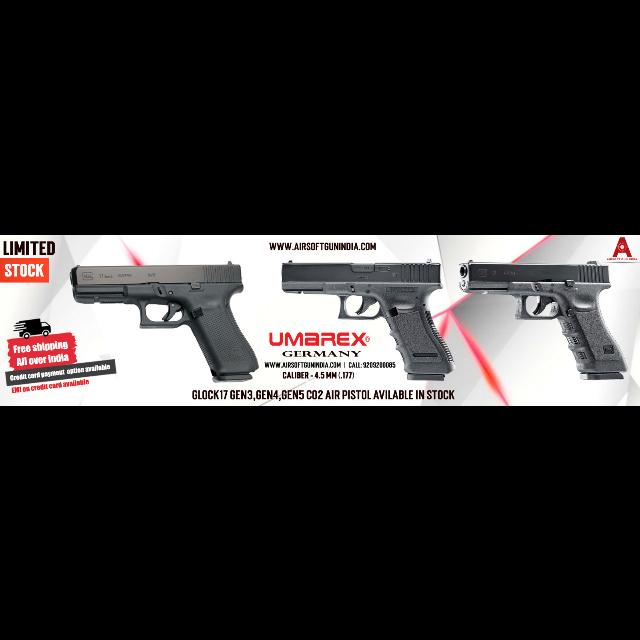 LIMITED
STOCK
WWW.AIRSOFTGUNINDIA.COM
A
Free shipping
All over India
Credit card payment option available
EMI on credit card available
UMAREX®
GERMANY
WWW.AIRSOFTGUNINDIA.COM | CALL: 9209200085
CALIBER - 4.5 MM (.177)
GLOCK17 GEN3,GEN4,GEN5 CO2 AIR PISTOL AVILABLE IN STOCK